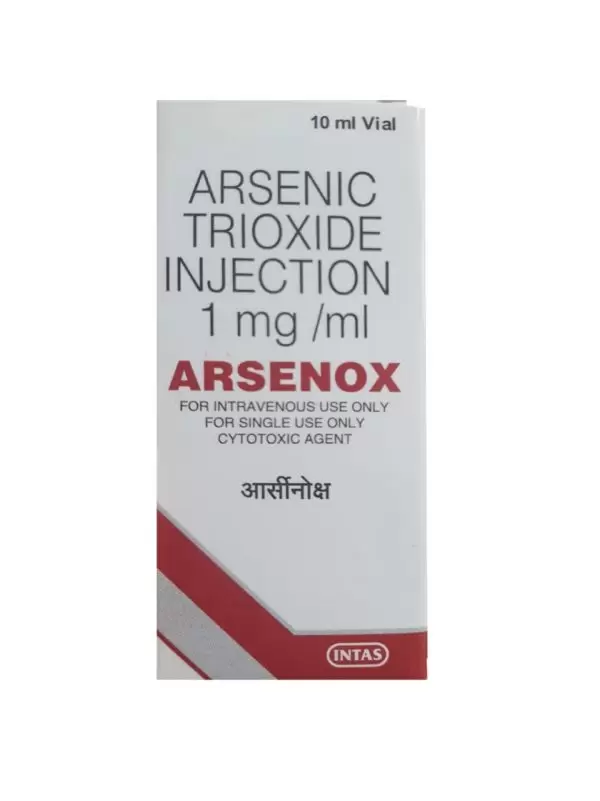 10 ml Vial
ARSENIC
TRIOXIDE
INJECTION
1 mg /ml
ARSENOX
FOR INTRAVENOUS USE ONLY
FOR SINGLE USE ONLY
CYTOTOXIC AGENT
आर्सीनोक्ष
INTAS